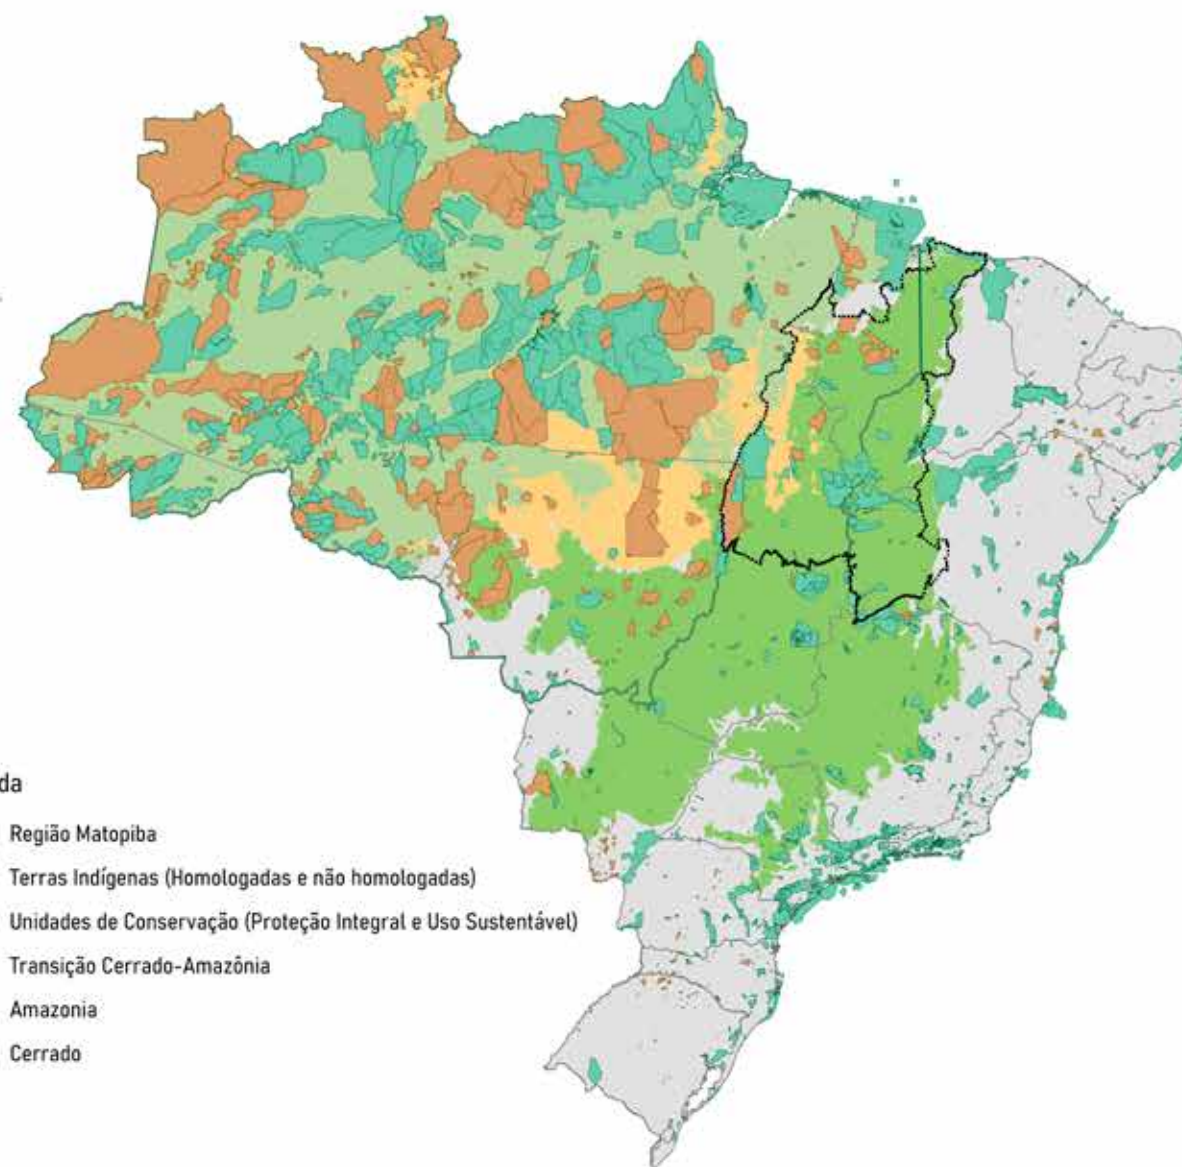 da
Região Matopiba
Terras Indígenas (Homologadas e não homologadas)
Unidades de Conservação (Proteção Integral e Uso Sustentável)
Transição Cerrado-Amazônia
Amazonia
Cerrado